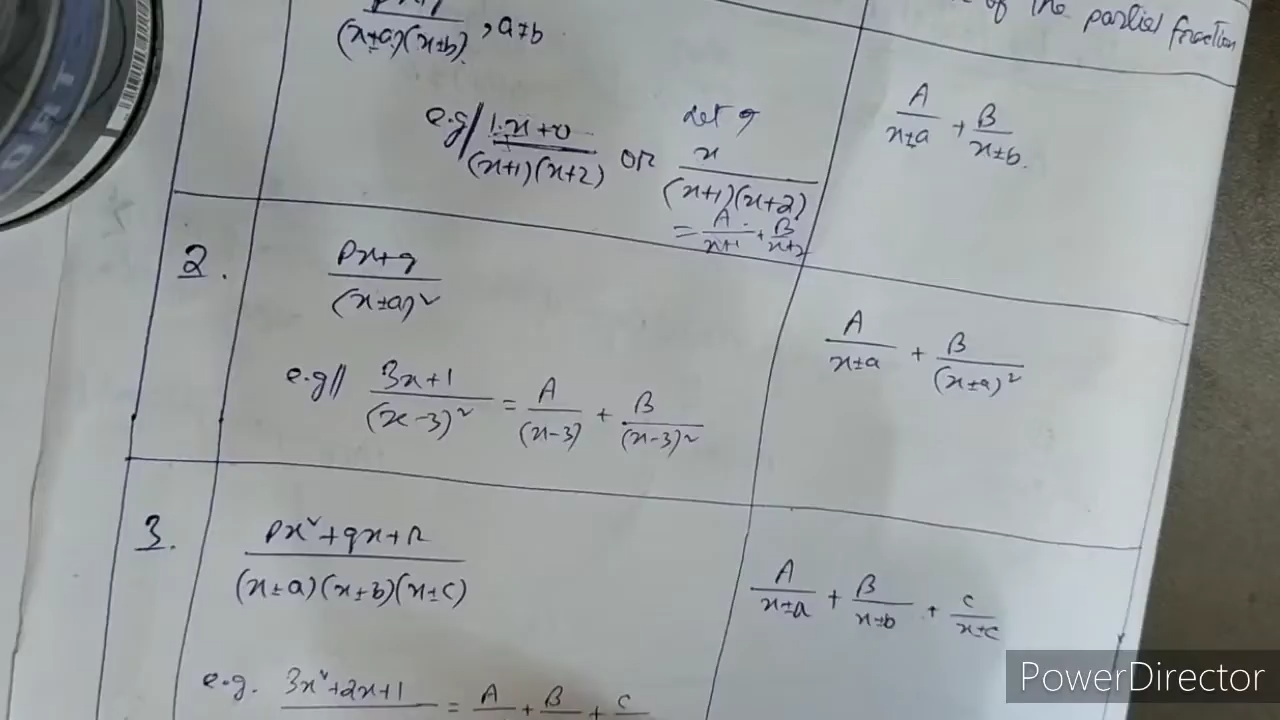 of the partial fraction
(x±a)(x±b) , a≠b
A/(x±a) + B/(x±b).
e.g// 1.x+0/((x+1)(x+2)) or x/((x+1)(x+2))
= A/(x+1) + B/(x+2)
2. (px+q)/(x±a)²
A/(x±a) + B/(x±a)²
e.g// (3x+1)/(x-3)² = A/(x-3) + B/(x-3)²
3. (px²+qx+r)/((x±a)(x±b)(x±c))
A/(x±a) + B/(x±b) + C/(x±c)
e.g. 3x²+2x+1 = A + B + C
PowerDirector